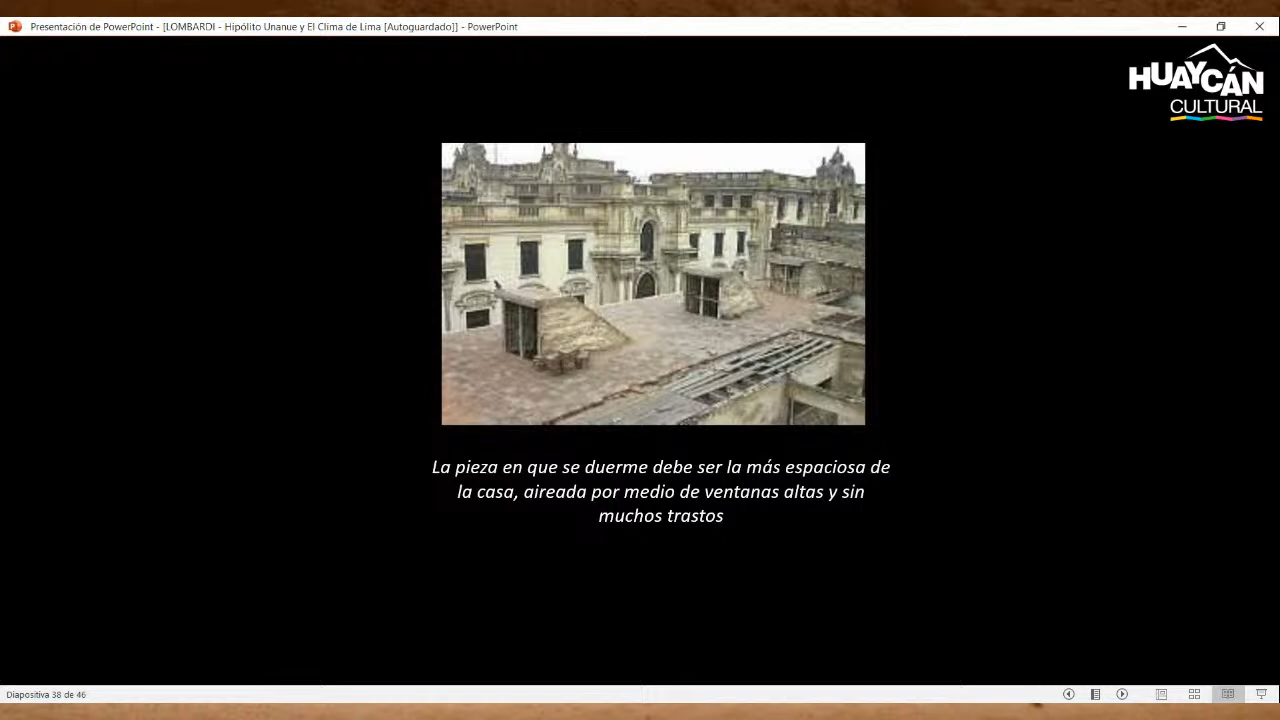 Presentación de PowerPoint - [LOMBARDI - Hipólito Unanue y El Clima de Lima [Autoguardado]] - PowerPoint
HUAYCÁN
CULTURAL
La pieza en que se duerme debe ser la más espaciosa de
la casa, aireada por medio de ventanas altas y sin
muchos trastos
Diapositiva 38 de 46